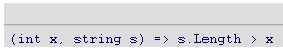 (int x, string s) => s.Length > x